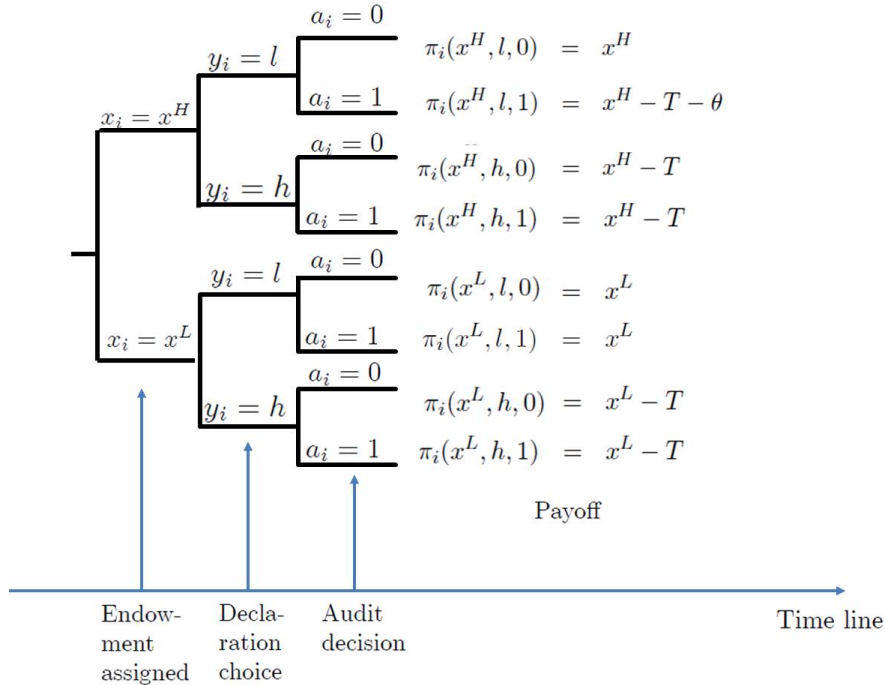 a_i = 0
y_i = l
π_i(x^H, l, 0) = x^H
a_i = 1
π_i(x^H, l, 1) = x^H − T − θ
x_i = x^H
a_i = 0
π_i(x^H, h, 0) = x^H − T
y_i = h
a_i = 1
π_i(x^H, h, 1) = x^H − T
a_i = 0
y_i = l
π_i(x^L, l, 0) = x^L
x_i = x^L
a_i = 1
π_i(x^L, l, 1) = x^L
a_i = 0
y_i = h
π_i(x^L, h, 0) = x^L − T
a_i = 1
π_i(x^L, h, 1) = x^L − T
Payoff
Endow-
ment
assigned
Decla-
ration
choice
Audit
decision
Time line